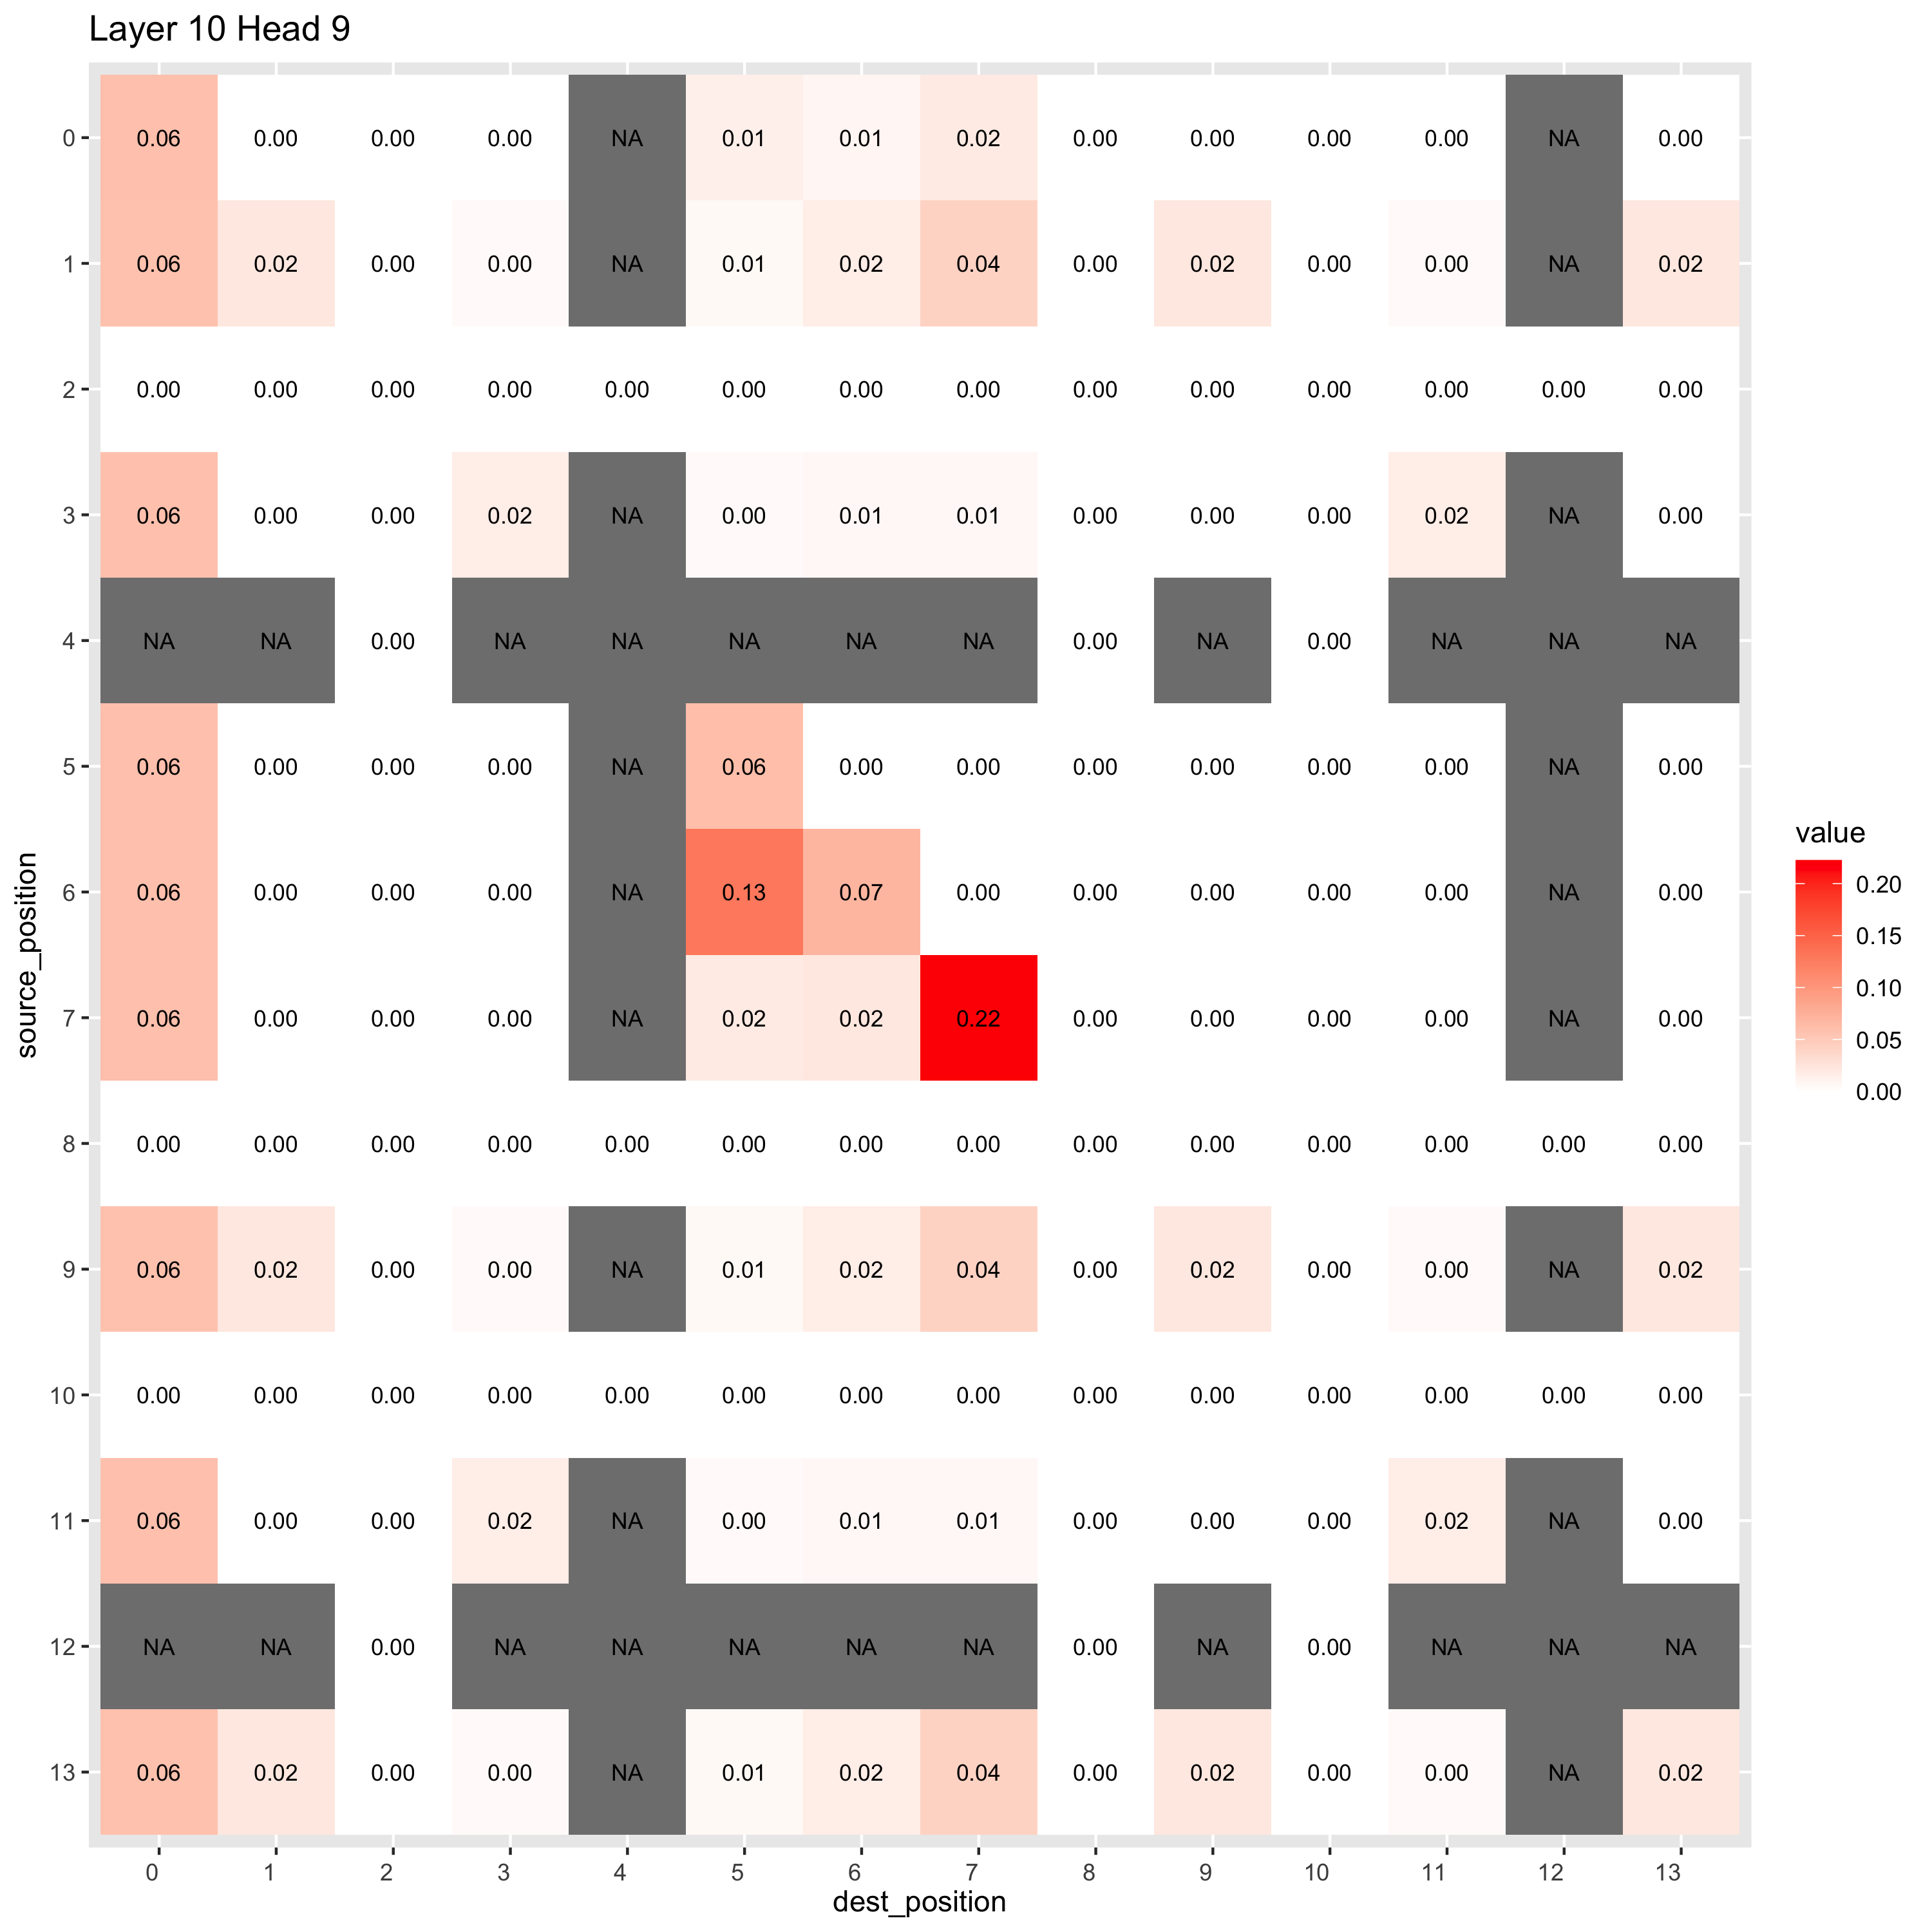 Layer 10 Head 9
0 0.06 0.00 0.00 0.00 NA 0.01 0.01 0.02 0.00 0.00 0.00 0.00 NA 0.00
1 0.06 0.02 0.00 0.00 NA 0.01 0.02 0.04 0.00 0.02 0.00 0.00 NA 0.02
2 0.00 0.00 0.00 0.00 0.00 0.00 0.00 0.00 0.00 0.00 0.00 0.00 0.00 0.00
3 0.06 0.00 0.00 0.02 NA 0.00 0.01 0.01 0.00 0.00 0.00 0.02 NA 0.00
4 NA NA 0.00 NA NA NA NA NA 0.00 NA 0.00 NA NA NA
5 0.06 0.00 0.00 0.00 NA 0.06 0.00 0.00 0.00 0.00 0.00 0.00 NA 0.00
6 0.06 0.00 0.00 0.00 NA 0.13 0.07 0.00 0.00 0.00 0.00 0.00 NA 0.00
7 0.06 0.00 0.00 0.00 NA 0.02 0.02 0.22 0.00 0.00 0.00 0.00 NA 0.00
8 0.00 0.00 0.00 0.00 0.00 0.00 0.00 0.00 0.00 0.00 0.00 0.00 0.00 0.00
9 0.06 0.02 0.00 0.00 NA 0.01 0.02 0.04 0.00 0.02 0.00 0.00 NA 0.02
10 0.00 0.00 0.00 0.00 0.00 0.00 0.00 0.00 0.00 0.00 0.00 0.00 0.00 0.00
11 0.06 0.00 0.00 0.02 NA 0.00 0.01 0.01 0.00 0.00 0.00 0.02 NA 0.00
12 NA NA 0.00 NA NA NA NA NA 0.00 NA 0.00 NA NA NA
13 0.06 0.02 0.00 0.00 NA 0.01 0.02 0.04 0.00 0.02 0.00 0.00 NA 0.02
0 1 2 3 4 5 6 7 8 9 10 11 12 13
dest_position
source_position
value
0.20
0.15
0.10
0.05
0.00